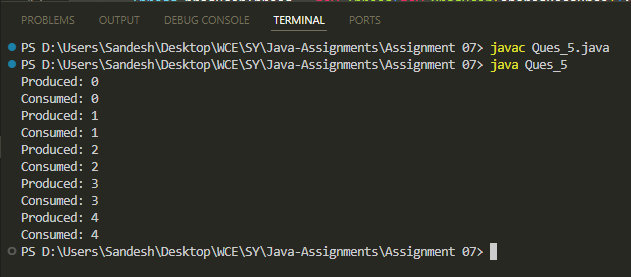 PROBLEMS OUTPUT DEBUG CONSOLE TERMINAL PORTS
PS D:\Users\Sandesh\Desktop\WCE\SY\Java-Assignments\Assignment 07> javac Ques_5.java
PS D:\Users\Sandesh\Desktop\WCE\SY\Java-Assignments\Assignment 07> java Ques_5
Produced: 0
Consumed: 0
Produced: 1
Consumed: 1
Produced: 2
Consumed: 2
Produced: 3
Consumed: 3
Produced: 4
Consumed: 4
PS D:\Users\Sandesh\Desktop\WCE\SY\Java-Assignments\Assignment 07>